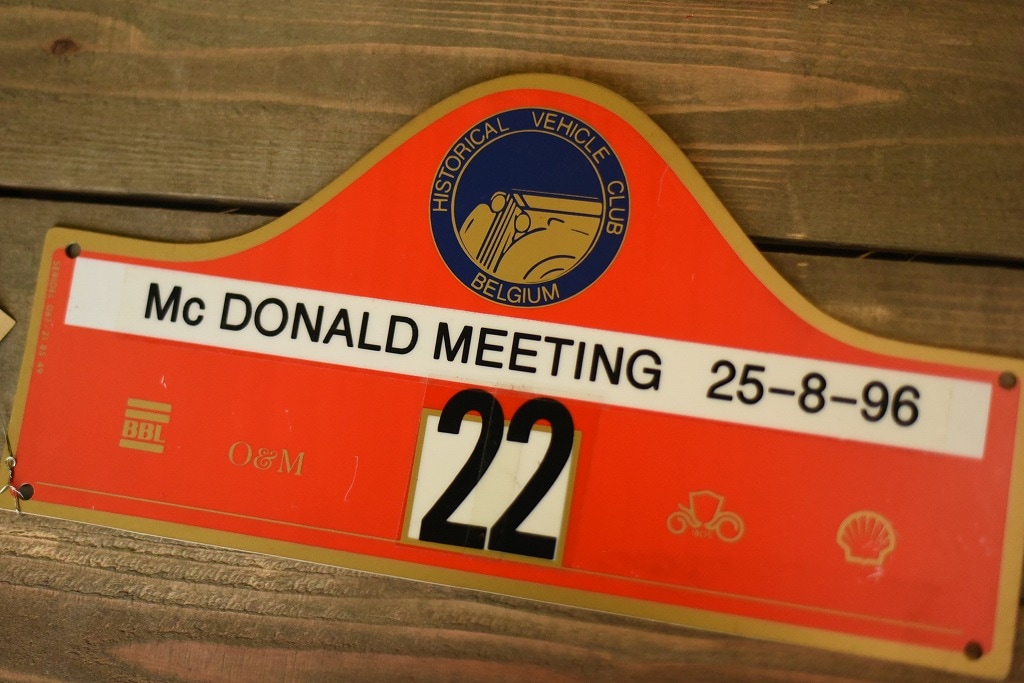 HISTORICAL VEHICLE CLUB
BELGIUM
Mc DONALD MEETING 25-8-96
22
BBL
O&M